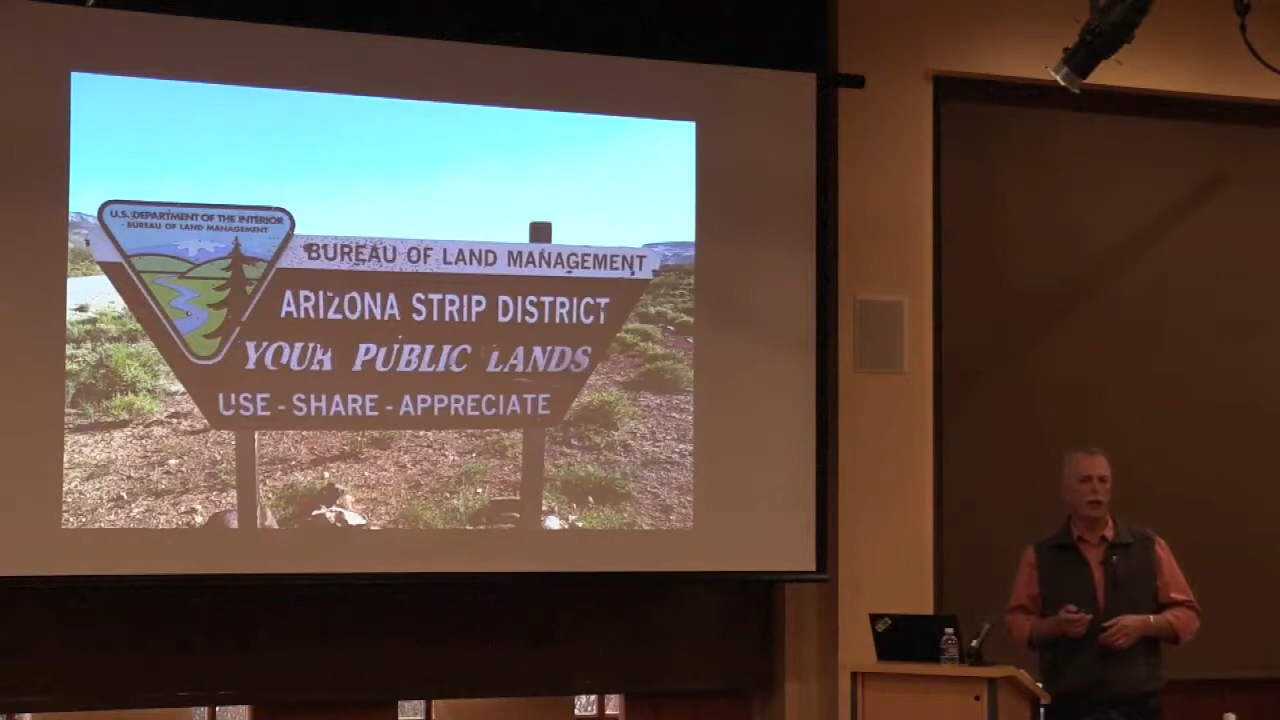 U.S. DEPARTMENT OF THE INTERIOR
BUREAU OF LAND MANAGEMENT
BUREAU OF LAND MANAGEMENT
ARIZONA STRIP DISTRICT
YOUR PUBLIC LANDS
USE - SHARE - APPRECIATE